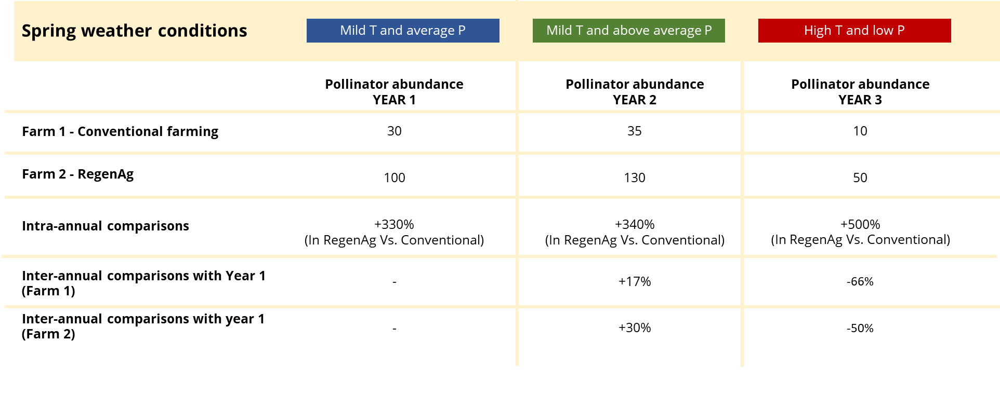 Spring weather conditions
Mild T and average P
Mild T and above average P
High T and low P
Pollinator abundance
YEAR 1
Pollinator abundance
YEAR 2
Pollinator abundance
YEAR 3
Farm 1 - Conventional farming
30
35
10
Farm 2 - RegenAg
100
130
50
Intra-annual comparisons
+330%
(In RegenAg Vs. Conventional)
+340%
(In RegenAg Vs. Conventional)
+500%
(In RegenAg Vs. Conventional)
Inter-annual comparisons with Year 1
(Farm 1)
-
+17%
-66%
Inter-annual comparisons with year 1
(Farm 2)
-
+30%
-50%